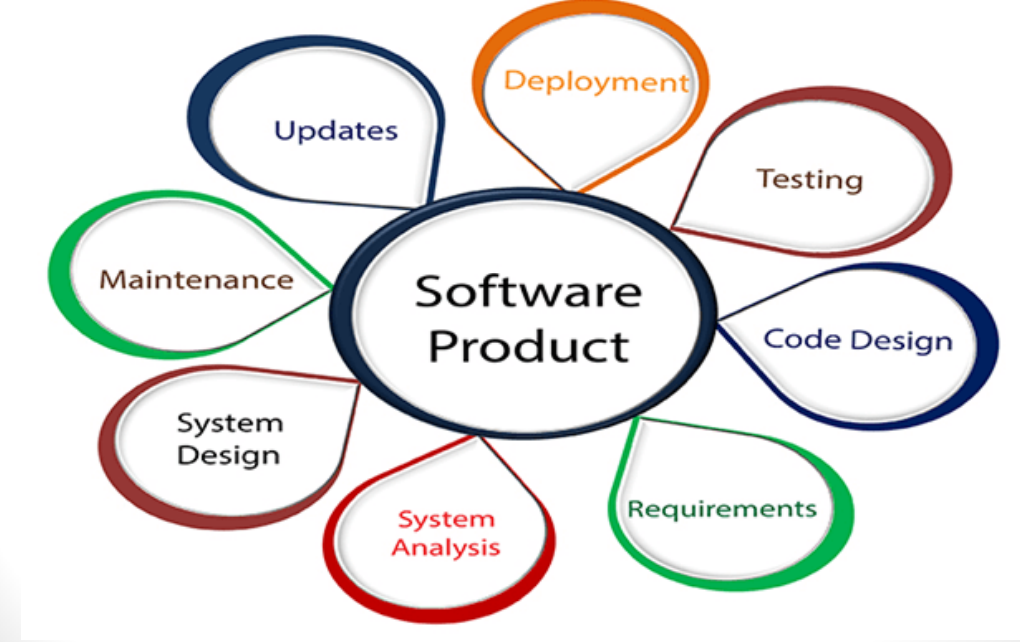 Deployment
Updates
Testing
Maintenance
Software
Product
Code Design
System
Design
System
Analysis
Requirements